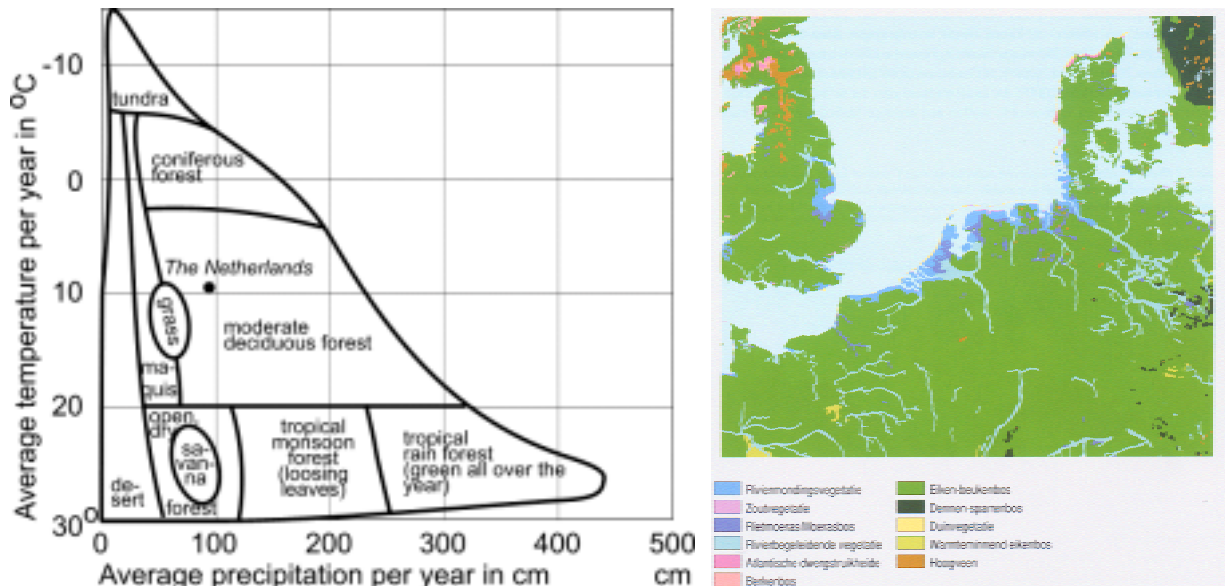 Average temperature per year in °C
-10
0
10
20
30°
tundra
coniferous
forest
The Netherlands
grass
moderate
deciduous forest
ma-
quis
open,
dry
sa-
van-
na
forest
de-
sert
tropical
monsoon
forest
(loosing
leaves)
tropical
rain forest
(green all over the
year)
0 100 200 300 400 500
Average precipitation per year in cm cm
Riviermondingsvegetatie
Zoutvegetatie
Rietmoeras/Moerasbos
Rivierbegeleidende vegetatie
Atlantische dwergstruikheide
Berkenbos
Eiken-beukenbos
Dennen-sparrenbos
Duinvegetatie
Warmteminnend eikenbos
Hoogveen